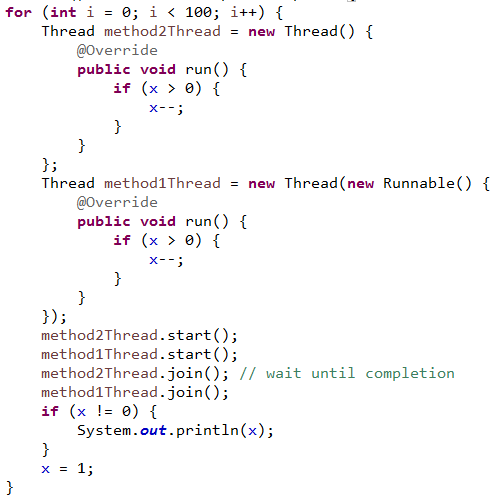 for (int i = 0; i < 100; i++) {
    Thread method2Thread = new Thread() {
        @Override
        public void run() {
            if (x > 0) {
                x--;
            }
        }
    };
    Thread method1Thread = new Thread(new Runnable() {
        @Override
        public void run() {
            if (x > 0) {
                x--;
            }
        }
    });
    method2Thread.start();
    method1Thread.start();
    method2Thread.join(); // wait until completion
    method1Thread.join();
    if (x != 0) {
        System.out.println(x);
    }
    x = 1;
}